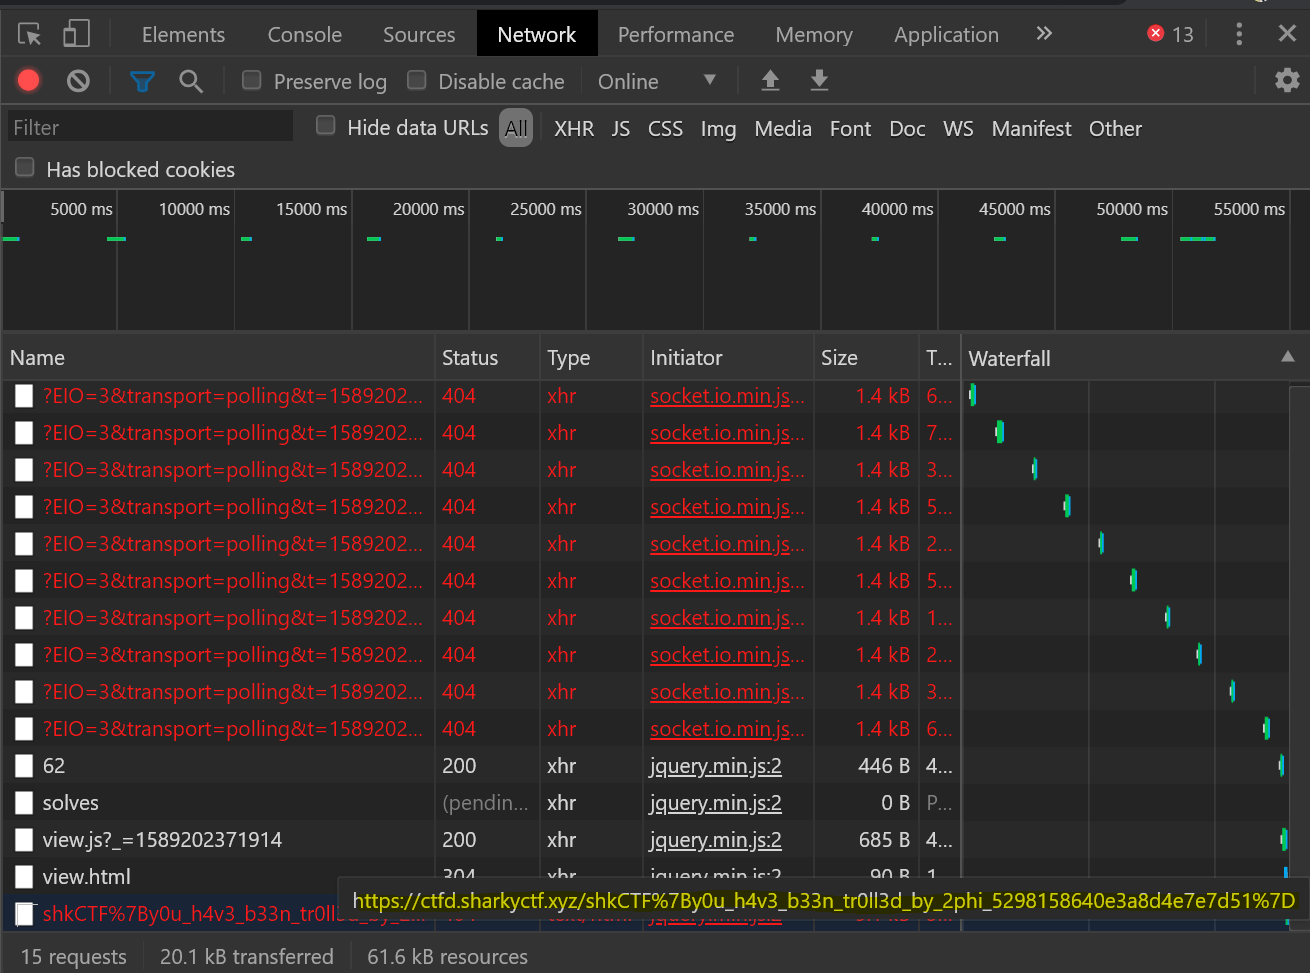 Elements Console Sources Network Performance Memory Application » 13
Preserve log Disable cache Online
Filter Hide data URLs All XHR JS CSS Img Media Font Doc WS Manifest Other
Has blocked cookies
5000 ms 10000 ms 15000 ms 20000 ms 25000 ms 30000 ms 35000 ms 40000 ms 45000 ms 50000 ms 55000 ms
Name Status Type Initiator Size T... Waterfall
?EIO=3&transport=polling&t=1589202... 404 xhr socket.io.min.js... 1.4 kB 6...
?EIO=3&transport=polling&t=1589202... 404 xhr socket.io.min.js... 1.4 kB 7...
?EIO=3&transport=polling&t=1589202... 404 xhr socket.io.min.js... 1.4 kB 3...
?EIO=3&transport=polling&t=1589202... 404 xhr socket.io.min.js... 1.4 kB 5...
?EIO=3&transport=polling&t=1589202... 404 xhr socket.io.min.js... 1.4 kB 2...
?EIO=3&transport=polling&t=1589202... 404 xhr socket.io.min.js... 1.4 kB 5...
?EIO=3&transport=polling&t=1589202... 404 xhr socket.io.min.js... 1.4 kB 1...
?EIO=3&transport=polling&t=1589202... 404 xhr socket.io.min.js... 1.4 kB 2...
?EIO=3&transport=polling&t=1589202... 404 xhr socket.io.min.js... 1.4 kB 3...
?EIO=3&transport=polling&t=1589202... 404 xhr socket.io.min.js... 1.4 kB 6...
62 200 xhr jquery.min.js:2 446 B 4...
solves (pendin... xhr jquery.min.js:2 0 B P...
view.js?_=1589202371914 200 xhr jquery.min.js:2 685 B 4...
view.html 304 xhr jquery.min.js:2 90 B 1...
https://ctfd.sharkyctf.xyz/shkCTF%7By0u_h4v3_b33n_tr0ll3d_by_2phi_5298158640e3a8d4e7e7d51%7D
shkCTF%7By0u_h4v3_b33n_tr0ll3d_by_2...
15 requests 20.1 kB transferred 61.6 kB resources